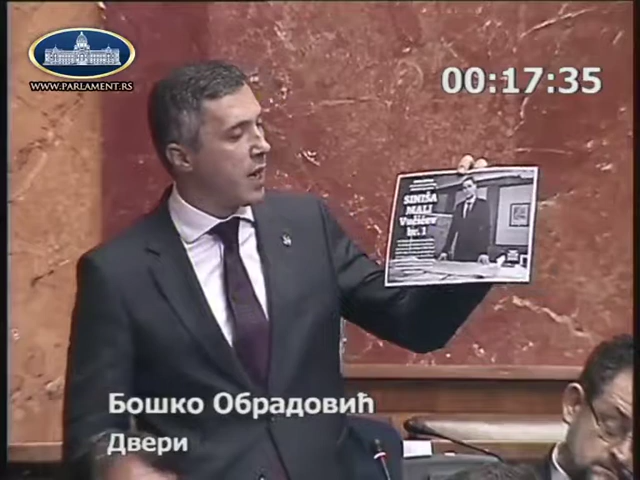 WWW.PARLAMENT.RS
00:17:35
SINIŠA
MALI
Vučićev
br. 1
Бошко Обрадовић
Двери